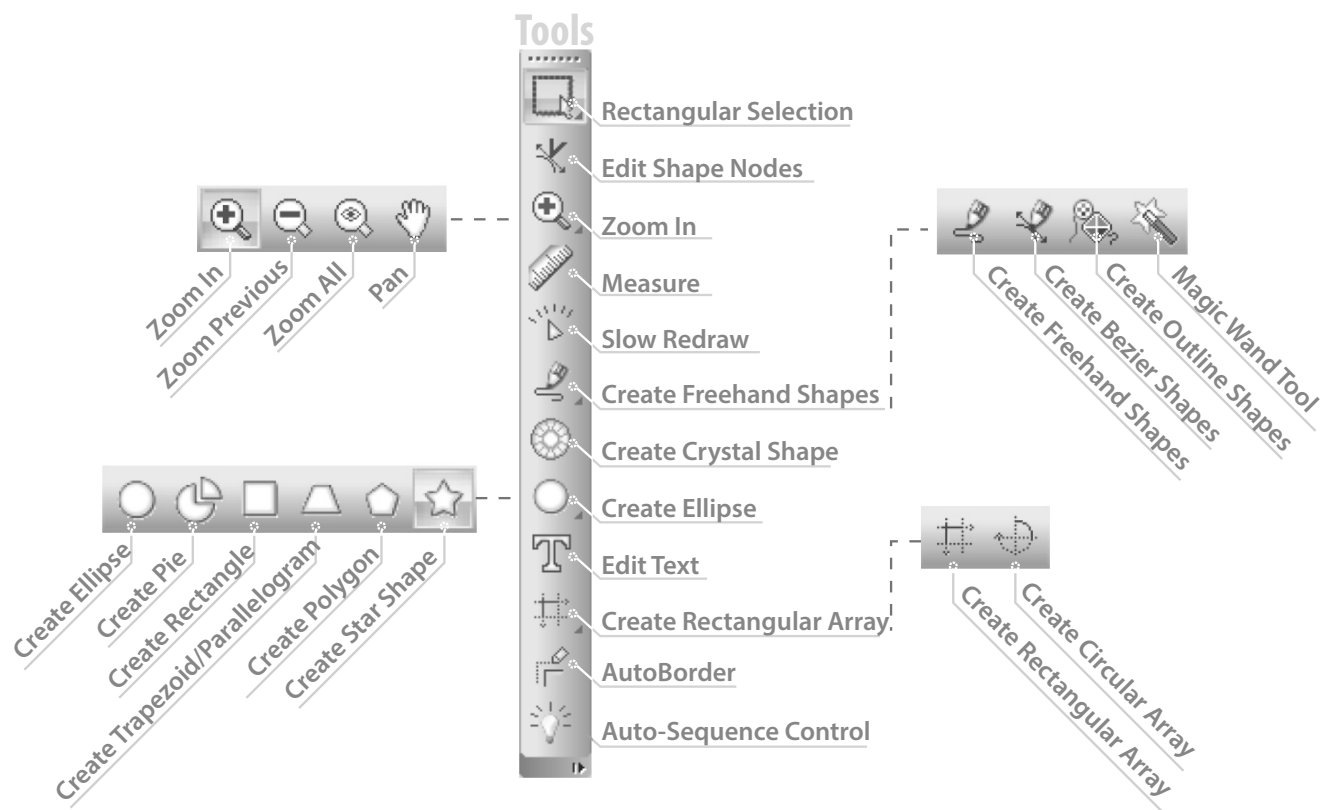 Tools
Rectangular Selection
Edit Shape Nodes
Zoom In
Measure
Slow Redraw
Create Freehand Shapes
Create Crystal Shape
Create Ellipse
Edit Text
Create Rectangular Array
AutoBorder
Auto-Sequence Control
Zoom In
Zoom Previous
Zoom All
Pan
Create Ellipse
Create Pie
Create Rectangle
Create Trapezoid/Parallelogram
Create Polygon
Create Star Shape
Create Freehand Shapes
Create Bezier Shapes
Create Outline Shapes
Magic Wand Tool
Create Rectangular Array
Create Circular Array